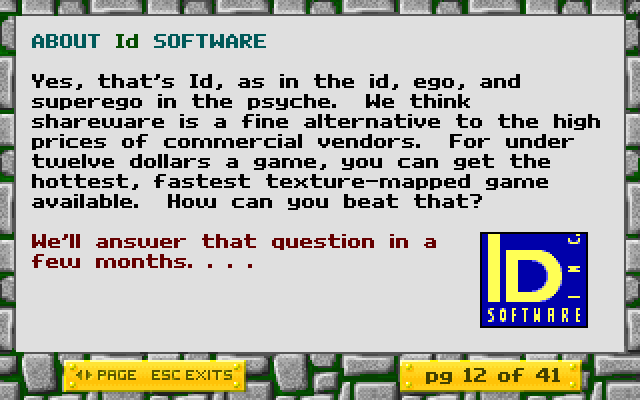 ABOUT Id SOFTWARE
Yes, that's Id, as in the id, ego, and
superego in the psyche.  We think
shareware is a fine alternative to the high
prices of commercial vendors.  For under
twelve dollars a game, you can get the
hottest, fastest texture-mapped game
available.  How can you beat that?
We'll answer that question in a
few months. . . .
ID
INC
SOFTWARE
PAGE ESC EXITS
pg 12 of 41